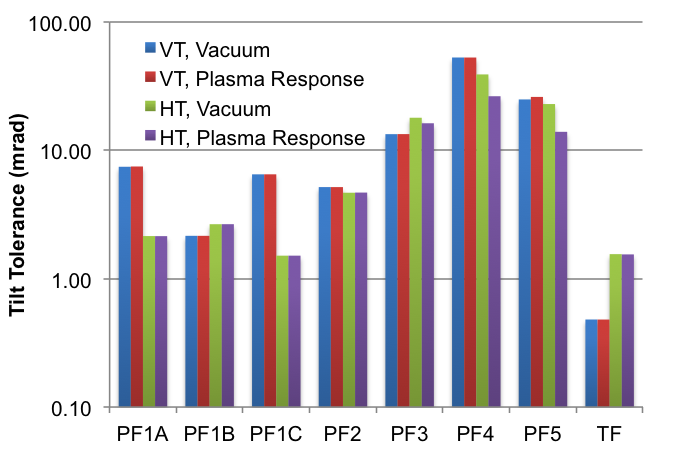 100.00
VT, Vacuum
VT, Plasma Response
HT, Vacuum
HT, Plasma Response
10.00
1.00
0.10
Tilt Tolerance (mrad)
PF1A PF1B PF1C PF2 PF3 PF4 PF5 TF